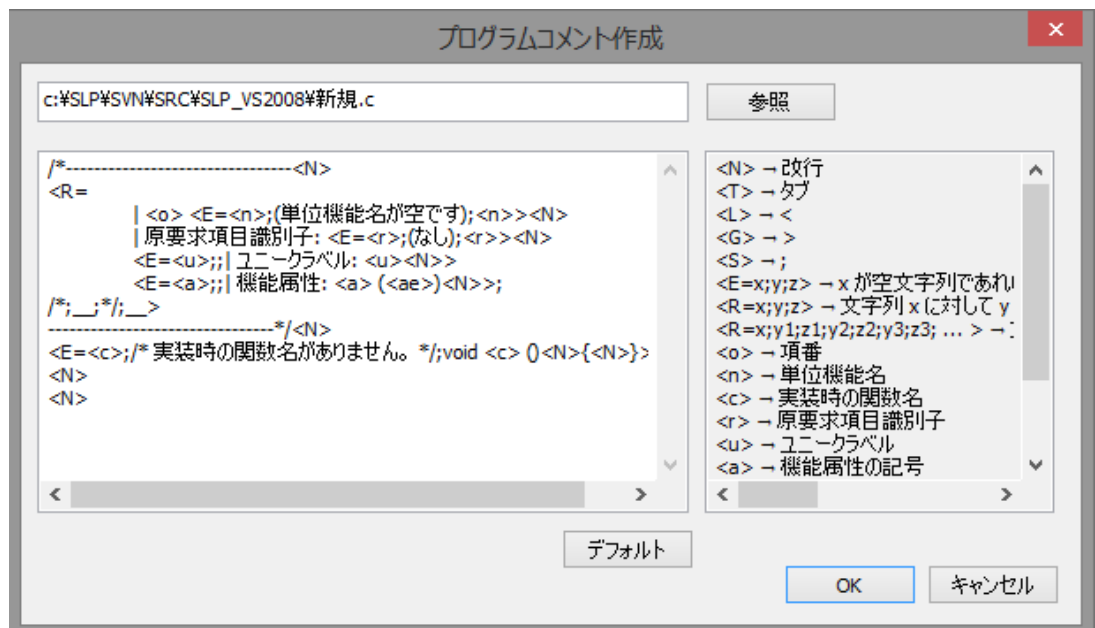 プログラムコメント作成
c:¥SLP¥SVN¥SRC¥SLP_VS2008¥新規.c
参照
/*--------------------------------<N>
<R=
| <o> <E=<n>;(単位機能名が空です);<n>><N>
| 原要求項目識別子: <E=<r>;(なし);<r>><N>
<E=<u>;;| ユニークラベル: <u><N>>
<E=<a>;;| 機能属性: <a> (<ae>)<N>>;
/*;__;*/;__>
--------------------------------*/<N>
<E=<c>;/* 実装時の関数名がありません。 */;void <c> ()<N>{<N>}>
<N>
<N>
<N> → 改行
<T> → タブ
<L> → <
<G> → >
<S> → ;
<E=x;y;z> → x が空文字列であれ
<R=x;y;z> → 文字列 x に対して y
<R=x;y1;z1;y2;z2;y3;z3; ... > →
<o> → 項番
<n> → 単位機能名
<c> → 実装時の関数名
<r> → 原要求項目識別子
<u> → ユニークラベル
<a> → 機能属性の記号
デフォルト
OK
キャンセル